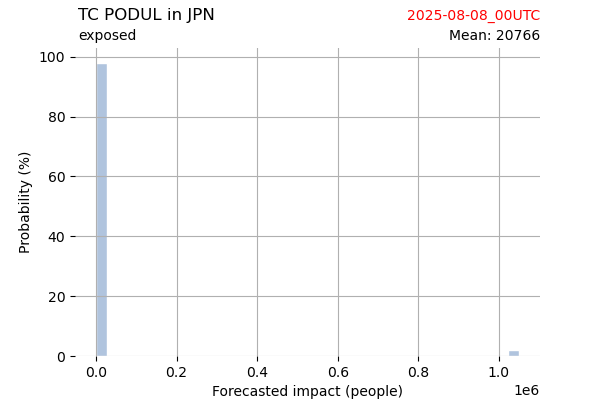 TC PODUL in JPN
2025-08-08_00UTC
exposed
Mean: 20766
100
80
60
40
20
0
Probability (%)
0.0 0.2 0.4 0.6 0.8 1.0
1e6
Forecasted impact (people)